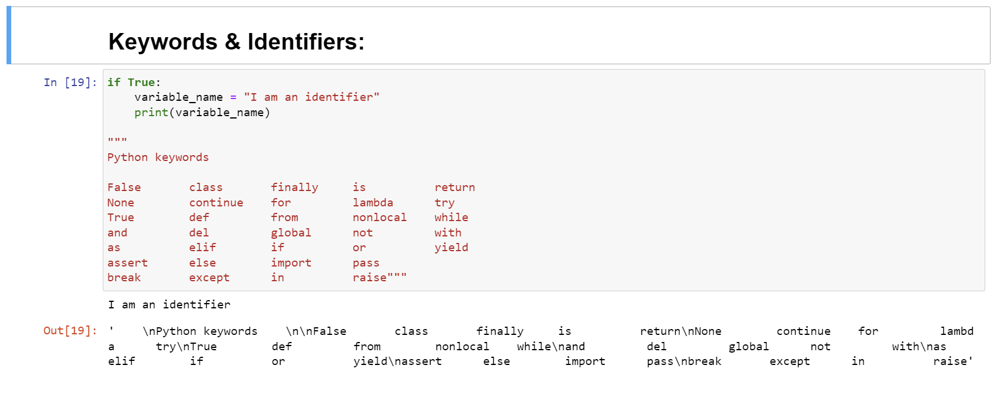 Keywords & Identifiers:
In [19]: if True:
    variable_name = "I am an identifier"
    print(variable_name)
"""
Python keywords
False       class       finally     is          return
None        continue    for         lambda      try
True        def         from        nonlocal    while
and         del         global      not         with
as          elif        if          or          yield
assert      else        import      pass
break       except      in          raise"""
I am an identifier
Out[19]: '    \nPython keywords    \n\nFalse       class       finally     is          return\nNone        continue    for         lambd
a      try\nTrue        def         from        nonlocal    while\nand         del         global      not         with\nas
elif        if          or          yield\nassert      else        import      pass\nbreak       except      in          raise'